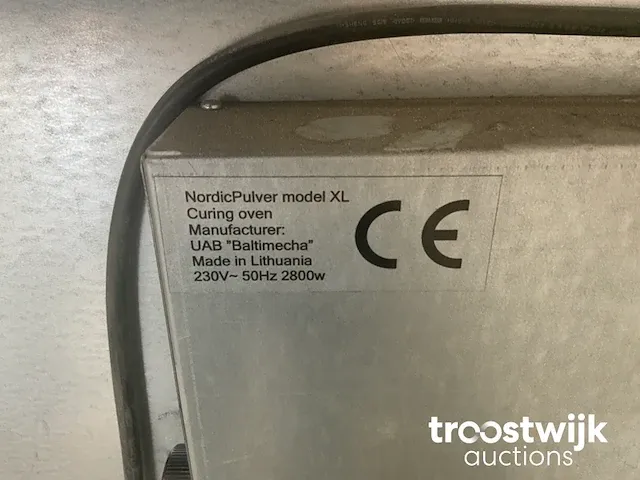 NordicPulver model XL
Curing oven
Manufacturer:
UAB "Baltimecha"
Made in Lithuania
230V~ 50Hz 2800w
CE
troostwijk
auctions